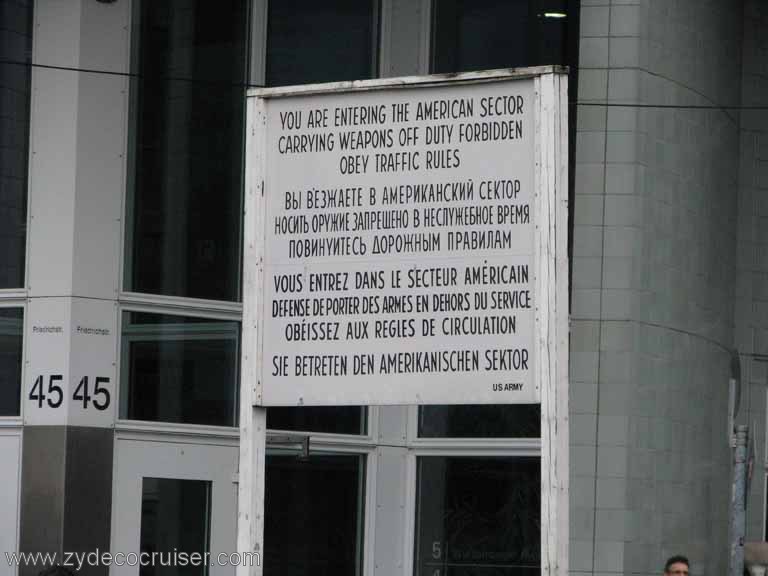 YOU ARE ENTERING THE AMERICAN SECTOR
CARRYING WEAPONS OFF DUTY FORBIDDEN
OBEY TRAFFIC RULES
ВЫ ВЪЕЗЖАЕТЕ В АМЕРИКАНСКИЙ СЕКТОР
НОСИТЬ ОРУЖИЕ ЗАПРЕЩЕНО В НЕСЛУЖЕБНОЕ ВРЕМЯ
ПОВИНУЙТЕСЬ ДОРОЖНЫМ ПРАВИЛАМ
VOUS ENTREZ DANS LE SECTEUR AMÉRICAIN
DEFENSE DE PORTER DES ARMES EN DEHORS DU SERVICE
OBÉISSEZ AUX REGLES DE CIRCULATION
SIE BETRETEN DEN AMERIKANISCHEN SEKTOR
US ARMY
Friedrichstr. Friedrichstr.
45 45
5
www.zydecocruiser.com